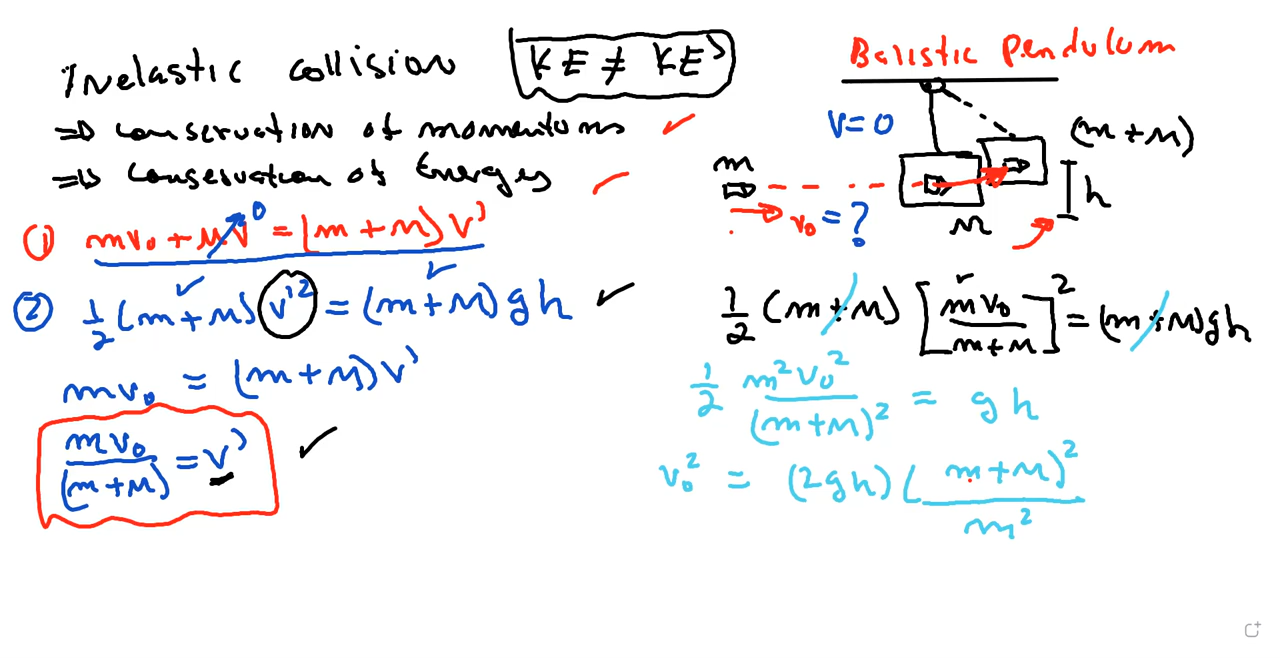 Inelastic collision KE ≠ KE'
⇒ conservation of momentums ✓
⇒ conservation of Energies
① mv₀ + Mv⁰ = (m+M)v'
② 1/2 (m+M) v'² = (m+M)gh ✓
mv₀ = (m+M)v'
mv₀/(m+M) = v' ✓
Balistic Pendulum
v=0
(m+M)
m
h
v₀ = ?
M
1/2 (m+M) [mv₀/(m+M)]² = (m+M)gh
1/2 m²v₀²/(m+M)² = gh
v₀² = (2gh) (m+M)²/m²